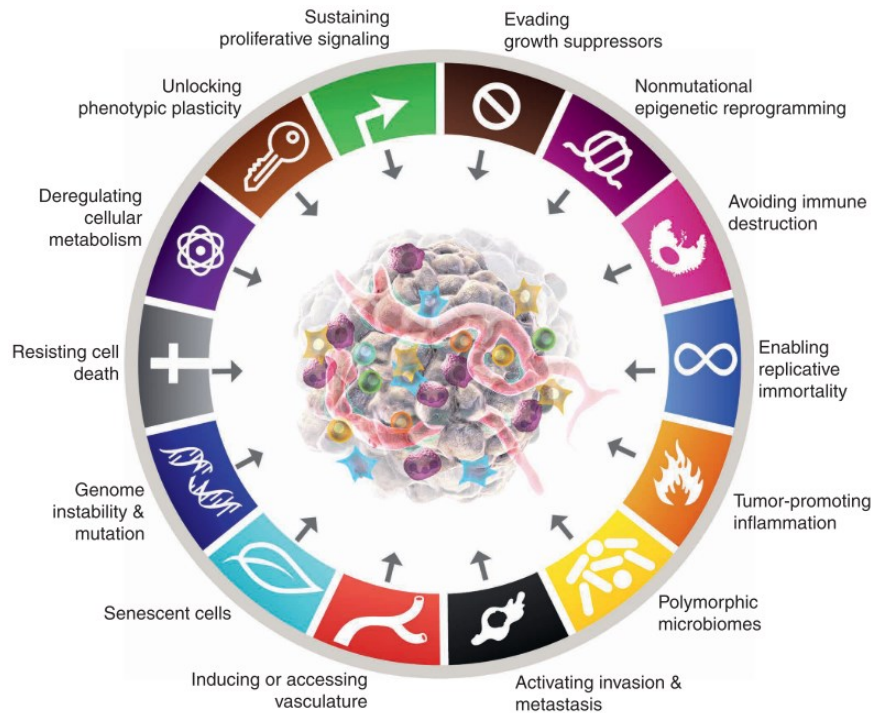 Sustaining
proliferative signaling
Evading
growth suppressors
Nonmutational
epigenetic reprogramming
Avoiding immune
destruction
Enabling
replicative
immortality
Tumor-promoting
inflammation
Polymorphic
microbiomes
Activating invasion &
metastasis
Inducing or accessing
vasculature
Senescent cells
Genome
instability &
mutation
Resisting cell
death
Deregulating
cellular
metabolism
Unlocking
phenotypic plasticity